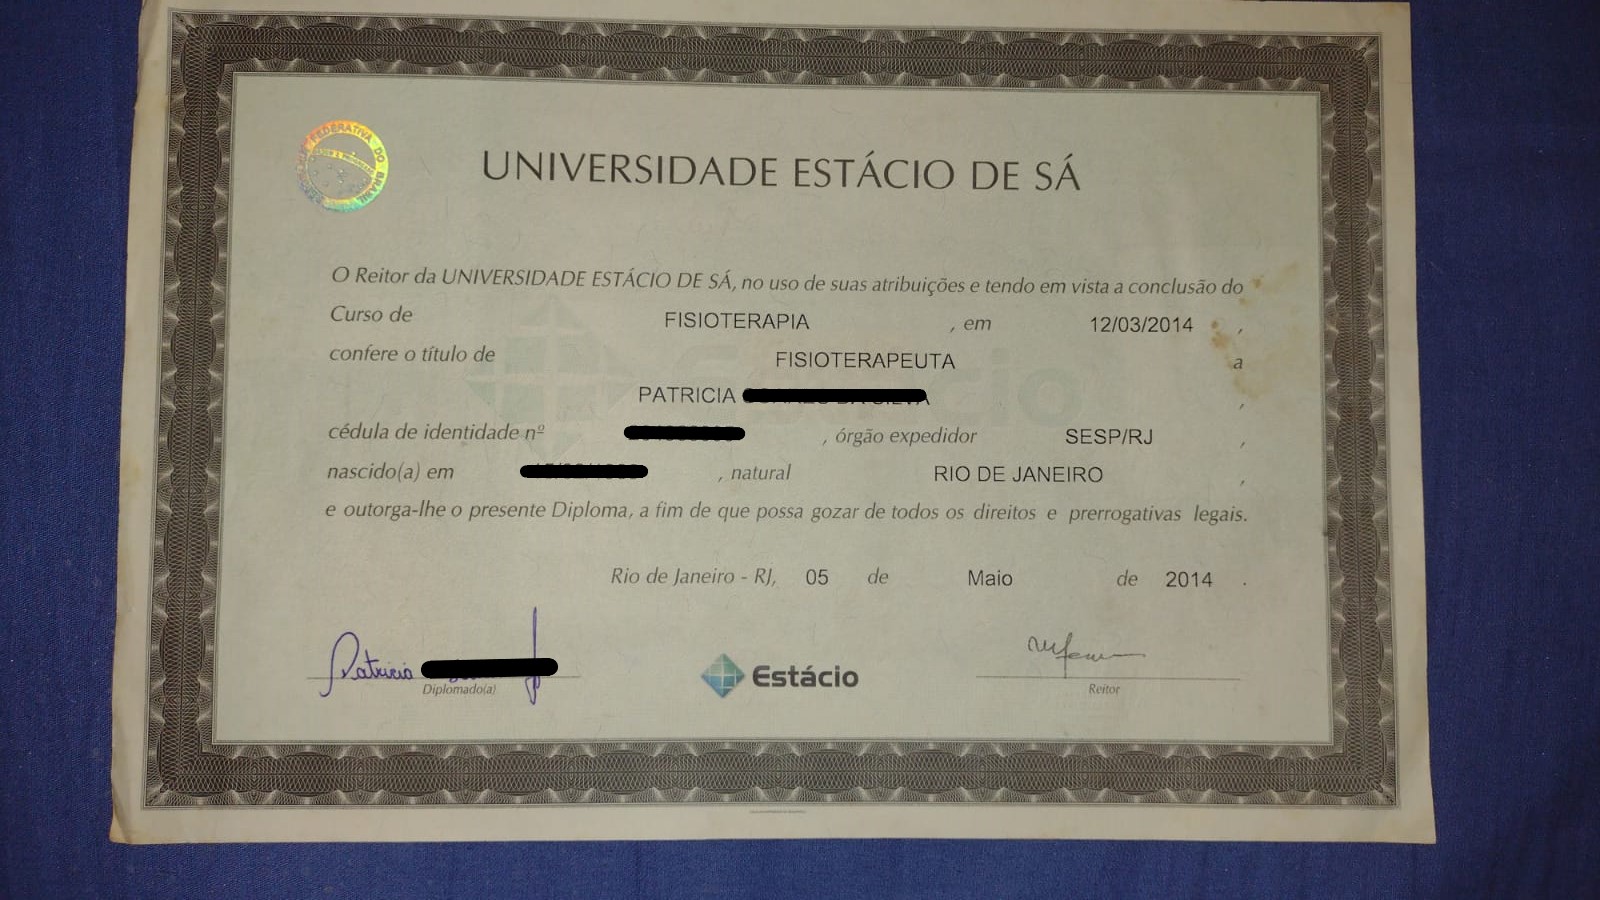 UNIVERSIDADE ESTÁCIO DE SÁ
O Reitor da UNIVERSIDADE ESTÁCIO DE SÁ, no uso de suas atribuições e tendo em vista a conclusão do
Curso de FISIOTERAPIA , em 12/03/2014 ,
confere o título de FISIOTERAPEUTA a
PATRICIA ,
cédula de identidade nº , órgão expedidor SESP/RJ ,
nascido(a) em , natural RIO DE JANEIRO ,
e outorga-lhe o presente Diploma, a fim de que possa gozar de todos os direitos e prerrogativas legais.
Rio de Janeiro - RJ, 05 de Maio de 2014 .
Patricia
Diplomado(a)
Estácio
Reitor